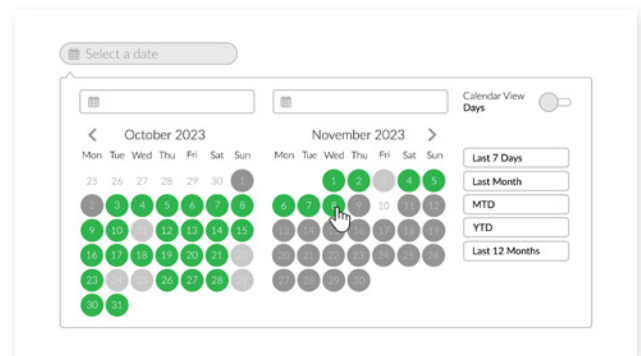 Select a date
Calendar View
Days
October 2023
November 2023
Mon Tue Wed Thu Fri Sat Sun
Mon Tue Wed Thu Fri Sat Sun
25 26 27 28 29 30 1
1 2 3 4 5
2 3 4 5 6 7 8
6 7 8 9 10 11 12
9 10 11 12 13 14 15
13 14 15 16 17 18 19
16 17 18 19 20 21 22
20 21 22 23 24 25 26
23 24 25 26 27 28 29
27 28 29 30
30 31
Last 7 Days
Last Month
MTD
YTD
Last 12 Months